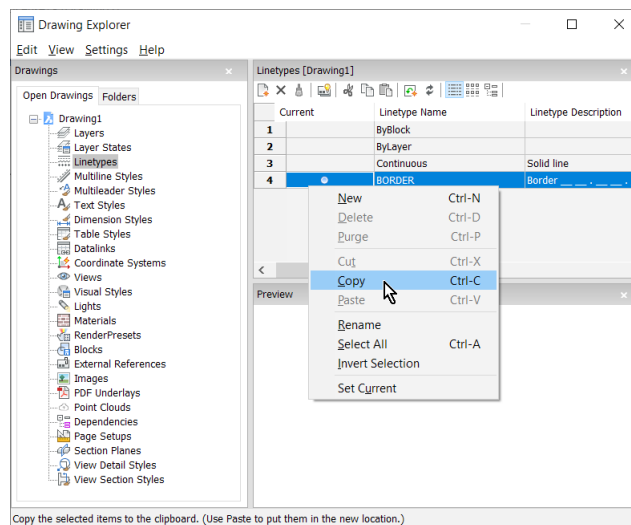 Drawing Explorer
Edit View Settings Help
Drawings
Open Drawings Folders
Drawing1
Layers
Layer States
Linetypes
Multiline Styles
Multileader Styles
Text Styles
Dimension Styles
Table Styles
Datalinks
Coordinate Systems
Views
Visual Styles
Lights
Materials
RenderPresets
Blocks
External References
Images
PDF Underlays
Point Clouds
Dependencies
Page Setups
Section Planes
View Detail Styles
View Section Styles
Linetypes [Drawing1]
Current Linetype Name Linetype Description
1 ByBlock
2 ByLayer
3 Continuous Solid line
4 BORDER Border __ __ . __ __ .
New Ctrl-N
Delete Ctrl-D
Purge Ctrl-P
Cut Ctrl-X
Copy Ctrl-C
Paste Ctrl-V
Rename
Select All Ctrl-A
Invert Selection
Set Current
Preview
Copy the selected items to the clipboard. (Use Paste to put them in the new location.)